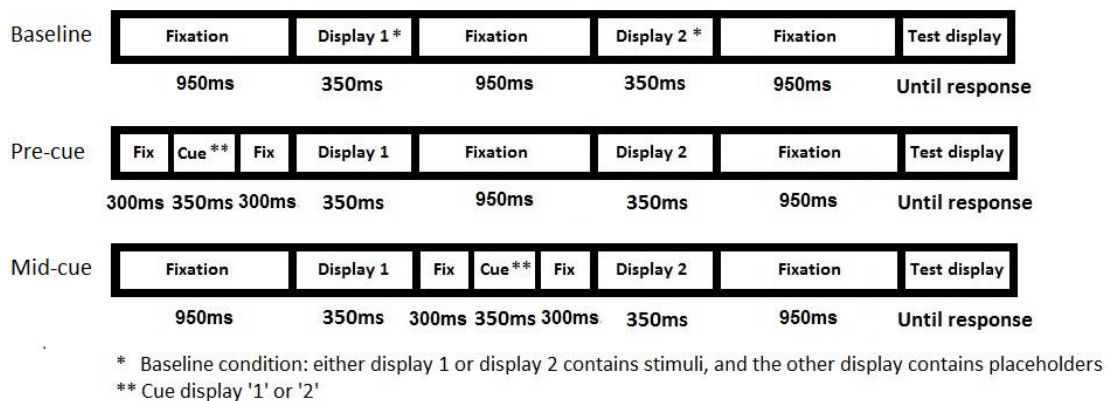 Baseline Fixation Display 1* Fixation Display 2 * Fixation Test display
950ms 350ms 950ms 350ms 950ms Until response
Pre-cue Fix Cue ** Fix Display 1 Fixation Display 2 Fixation Test display
300ms 350ms 300ms 350ms 950ms 350ms 950ms Until response
Mid-cue Fixation Display 1 Fix Cue** Fix Display 2 Fixation Test display
950ms 350ms 300ms 350ms 300ms 350ms 950ms Until response
* Baseline condition: either display 1 or display 2 contains stimuli, and the other display contains placeholders
** Cue display '1' or '2'